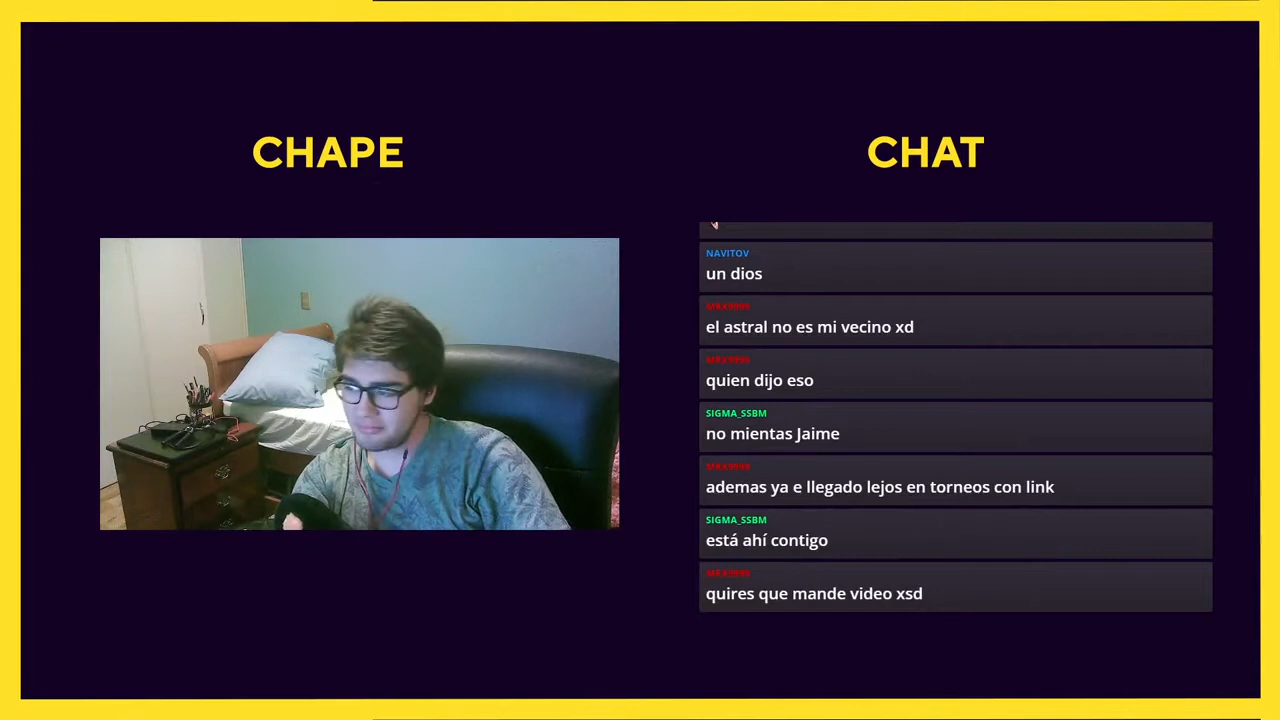 CHAPE
CHAT
NAVITOV
un dios
el astral no es mi vecino xd
quien dijo eso
SIGMA_SSBM
no mientas Jaime
ademas ya e llegado lejos en torneos con link
SIGMA_SSBM
está ahí contigo
quires que mande video xsd